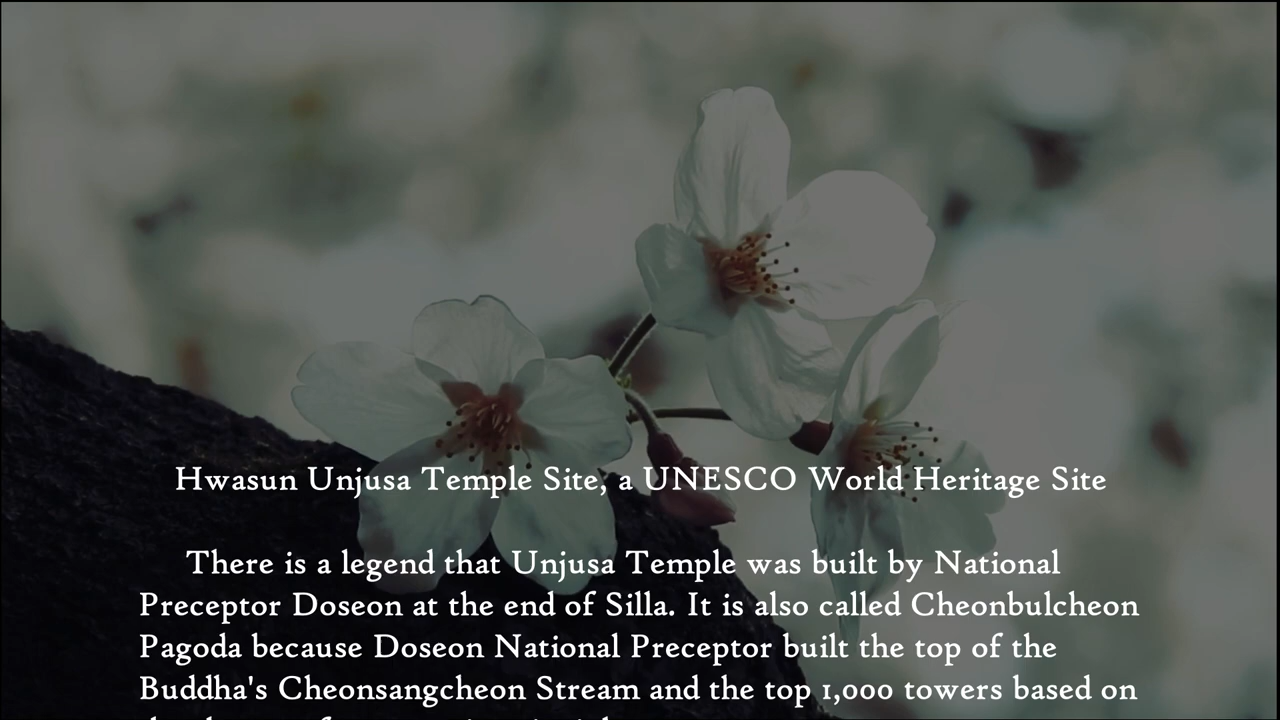 Hwasun Unjusa Temple Site, a UNESCO World Heritage Site
There is a legend that Unjusa Temple was built by National
Preceptor Doseon at the end of Silla. It is also called Cheonbulcheon
Pagoda because Doseon National Preceptor built the top of the
Buddha's Cheonsangcheon Stream and the top 1,000 towers based on